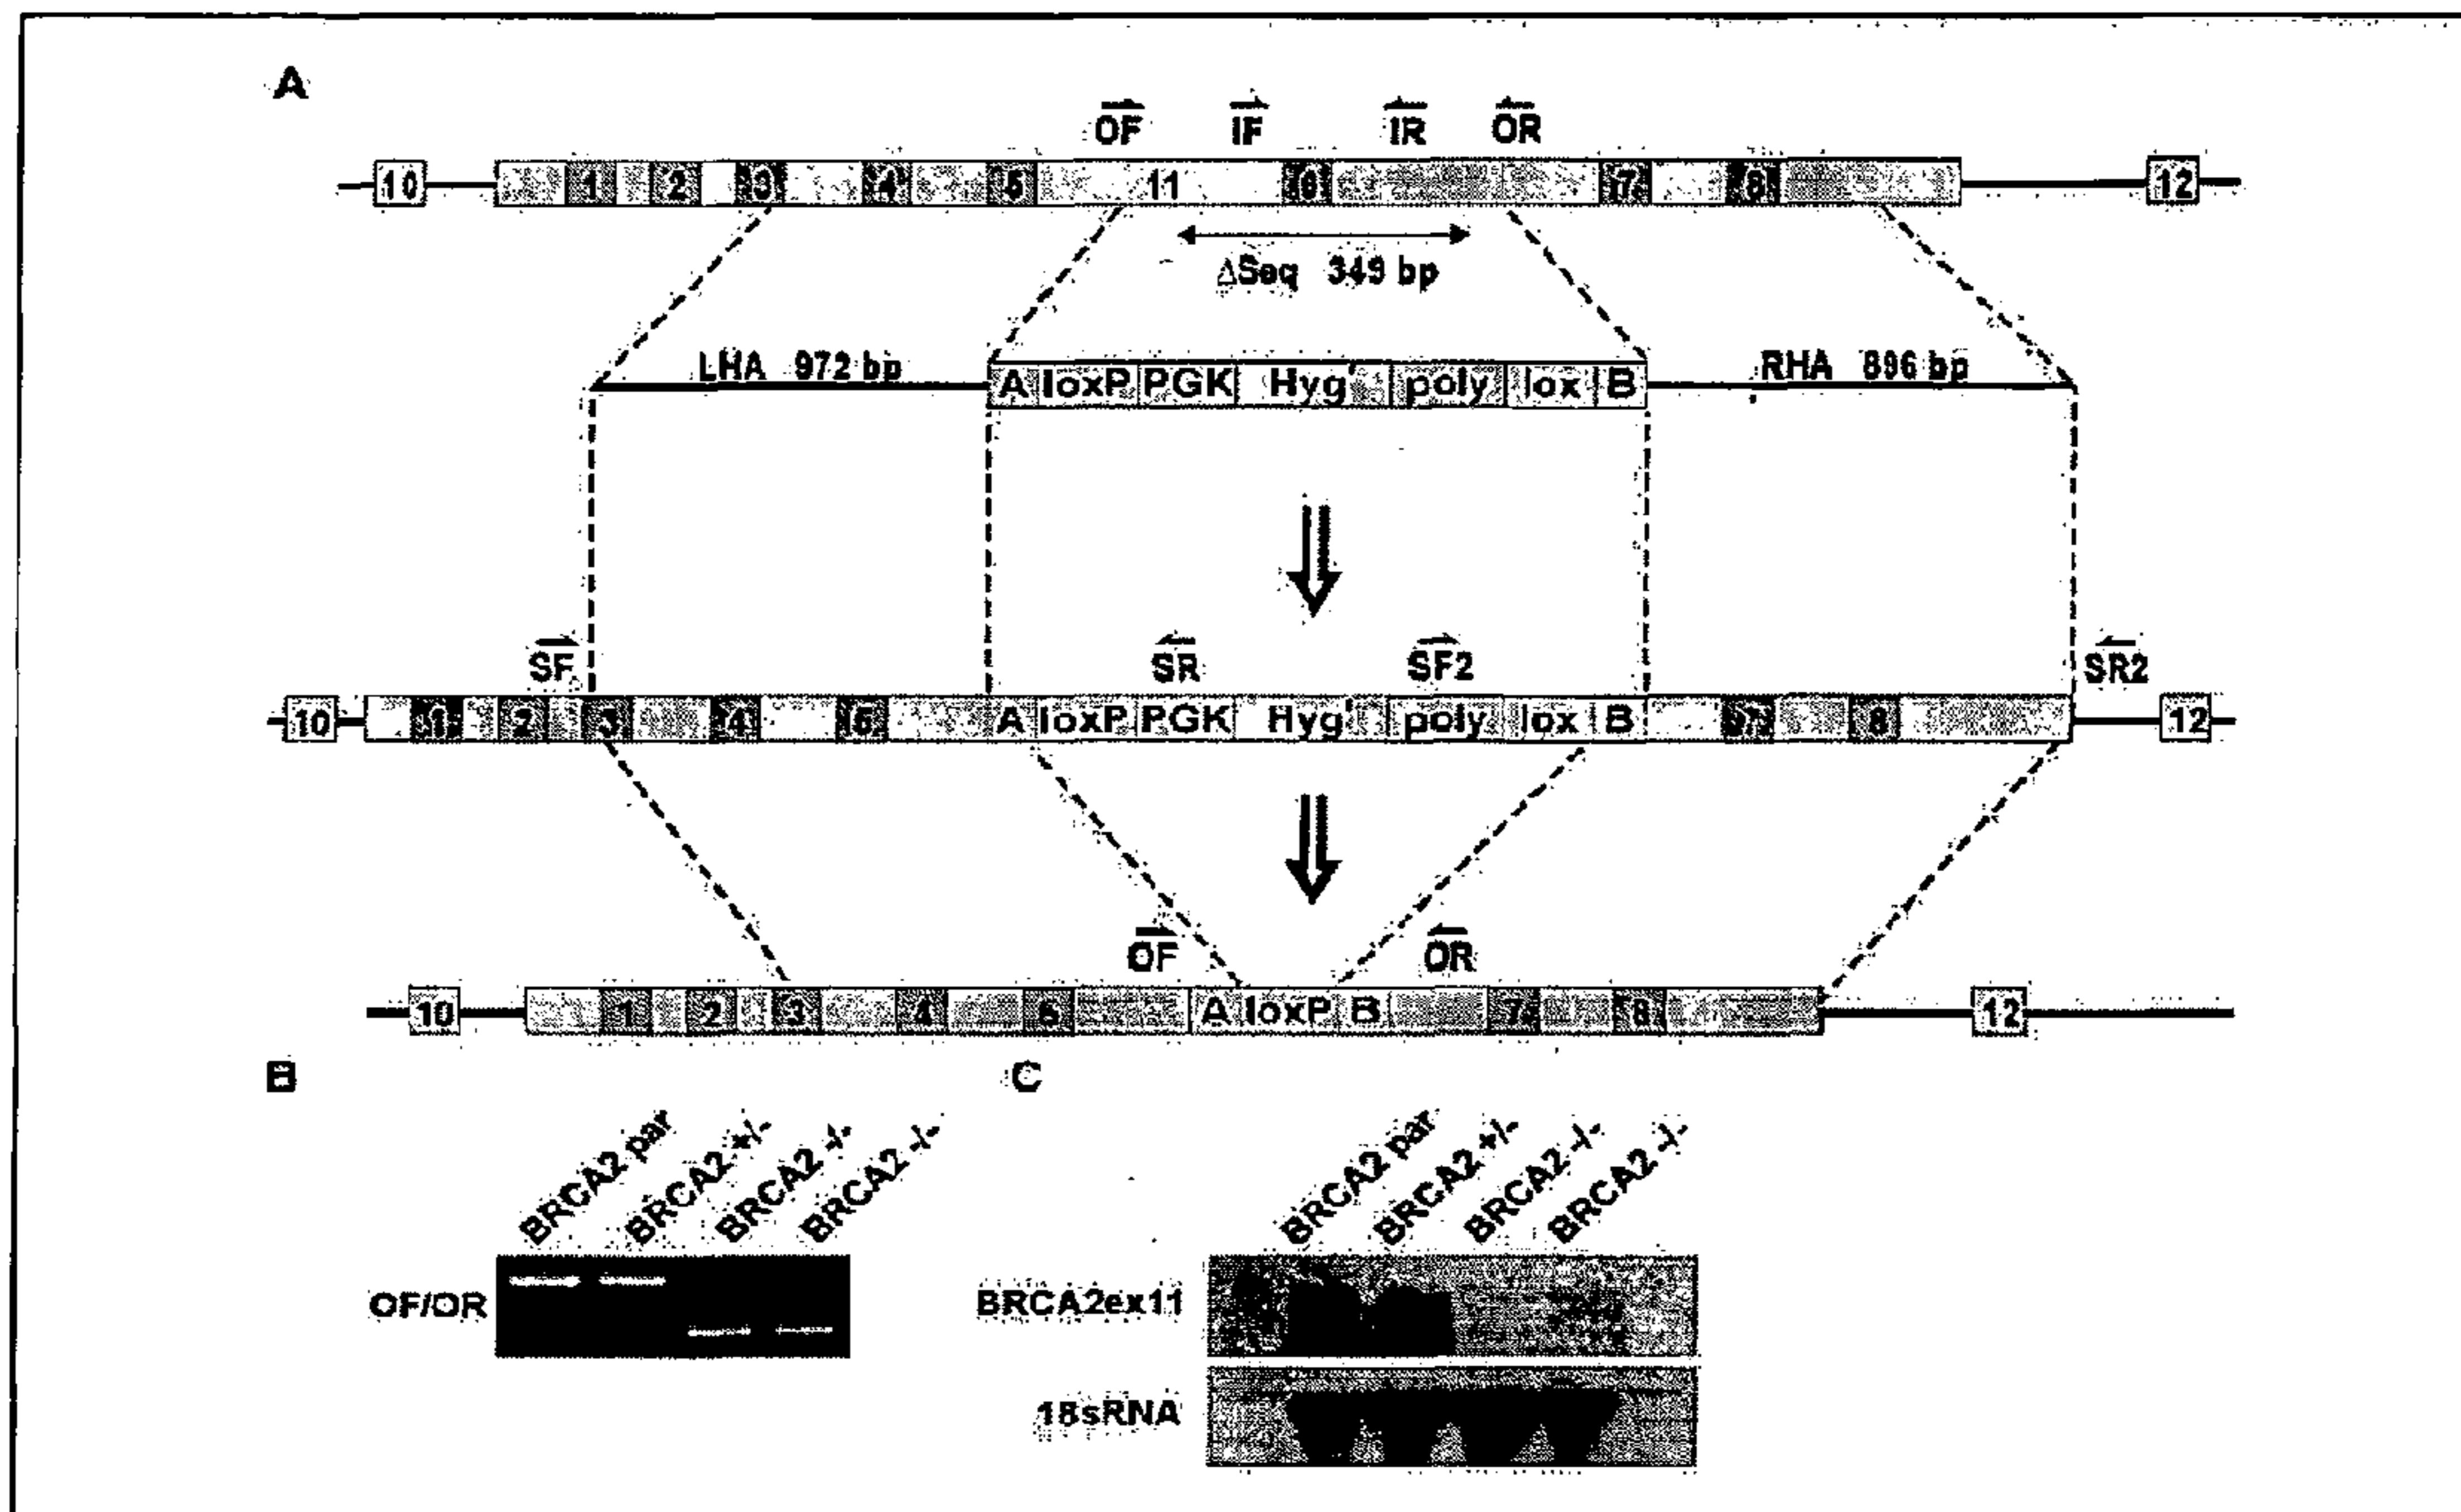 A
OF IF IR OR
10 1 2 3 4 5 11 6 7 8 12
ΔSeq 349 bp
LHA 972 bp A loxP PGK Hygʳ poly lox B RHA 896 bp
SF SR SF2 SR2
10 1 2 3 4 5 A loxP PGK Hygʳ poly lox B 7 8 12
OF OR
10 1 2 3 4 5 A loxP B 7 8 12
B
BRCA2 par
BRCA2 +/-
BRCA2 -/-
BRCA2 -/-
OF/OR
C
BRCA2 par
BRCA2 +/-
BRCA2 -/-
BRCA2 -/-
BRCA2ex11
18sRNA